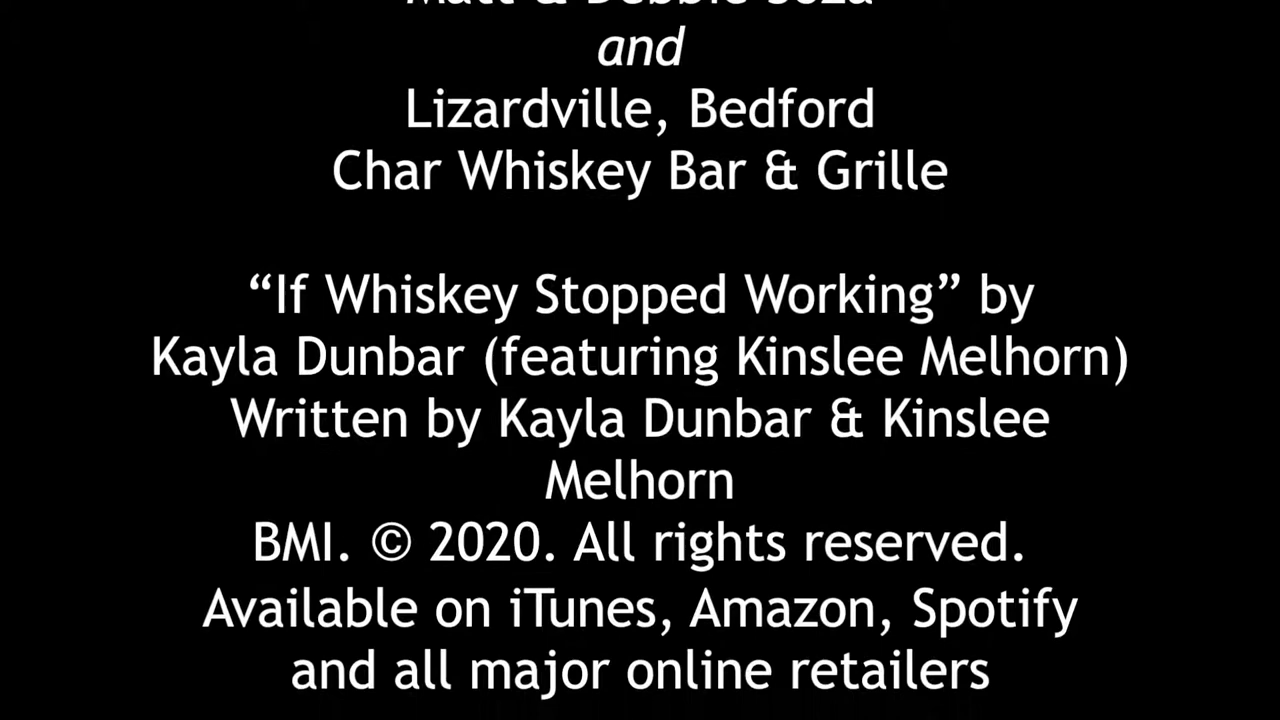 Matt & Debbie
and
Lizardville, Bedford
Char Whiskey Bar & Grille
“If Whiskey Stopped Working” by
Kayla Dunbar (featuring Kinslee Melhorn)
Written by Kayla Dunbar & Kinslee
Melhorn
BMI. © 2020. All rights reserved.
Available on iTunes, Amazon, Spotify
and all major online retailers